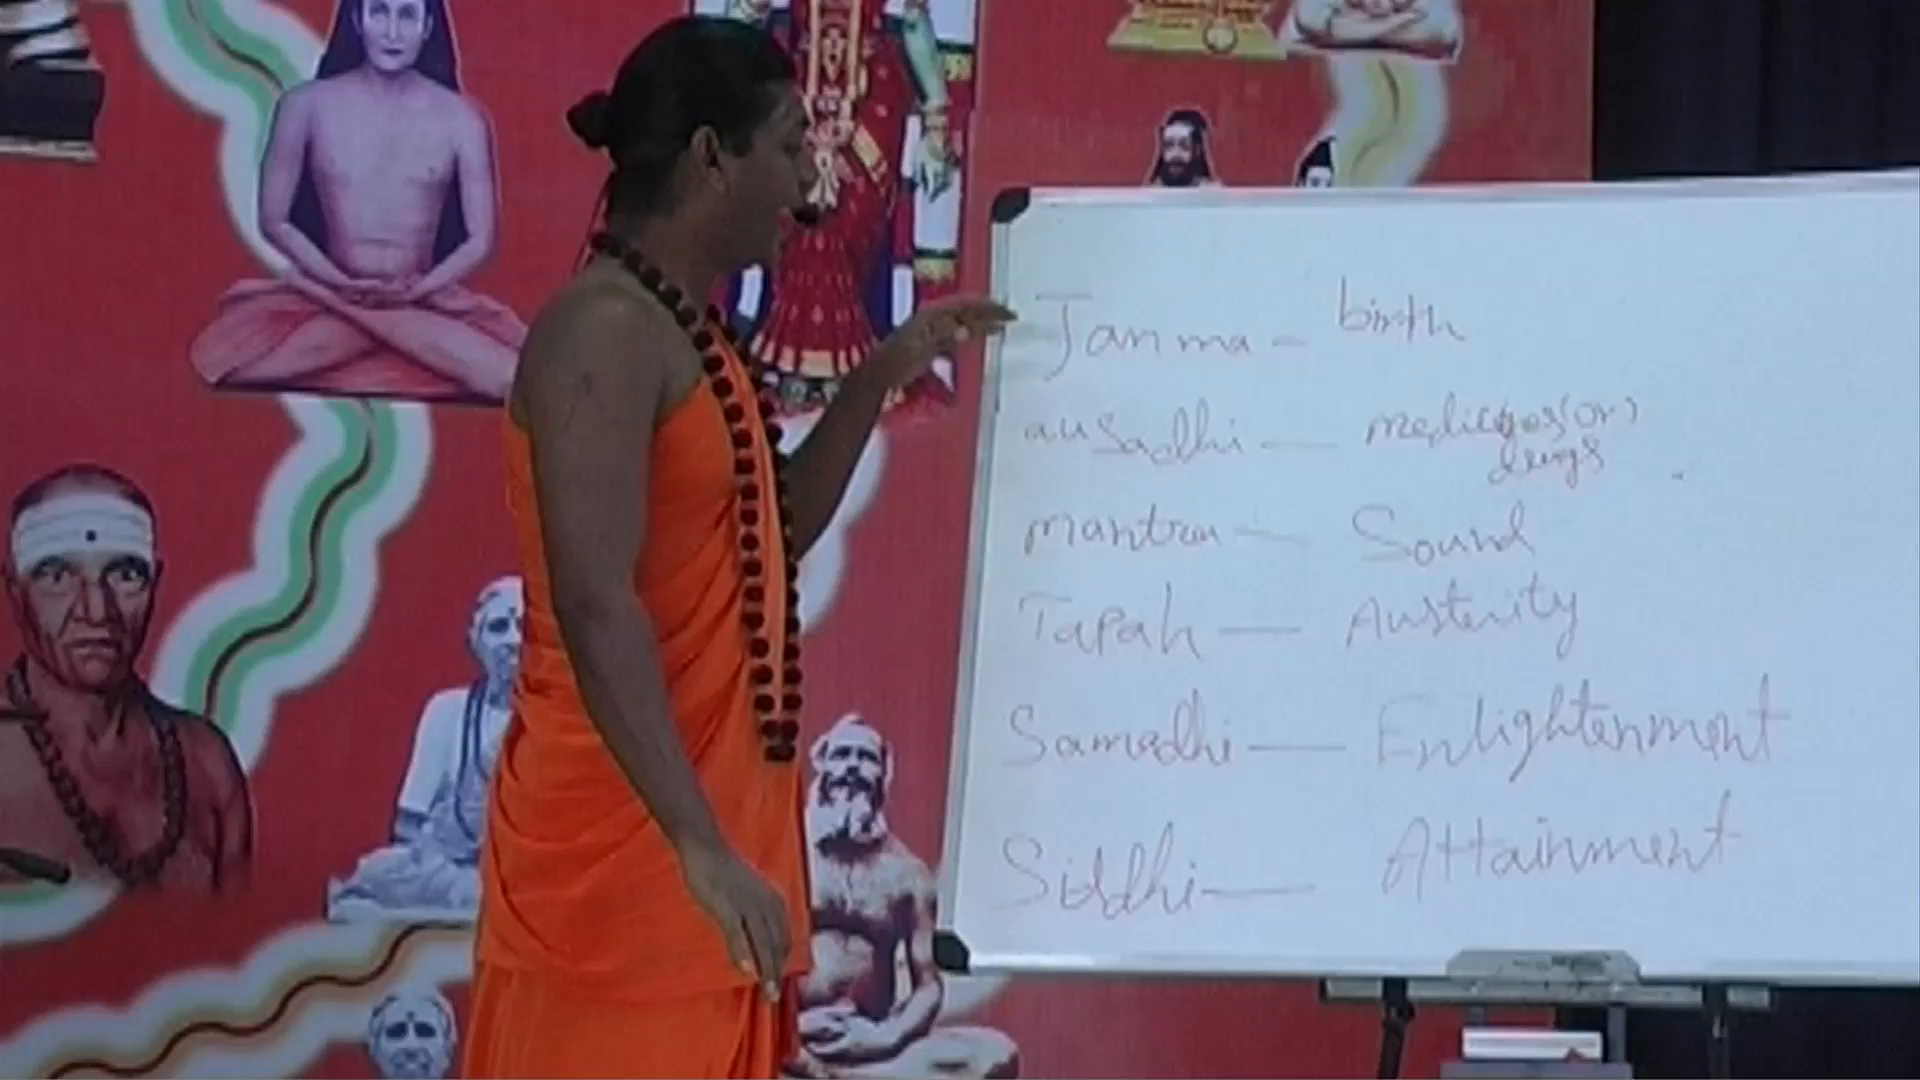 Janma - birth
ausadhi — medicines (or)
drugs
mantra — Sound
Tapah — Austerity
Samadhi — Enlightenment
Siddhi — Attainment